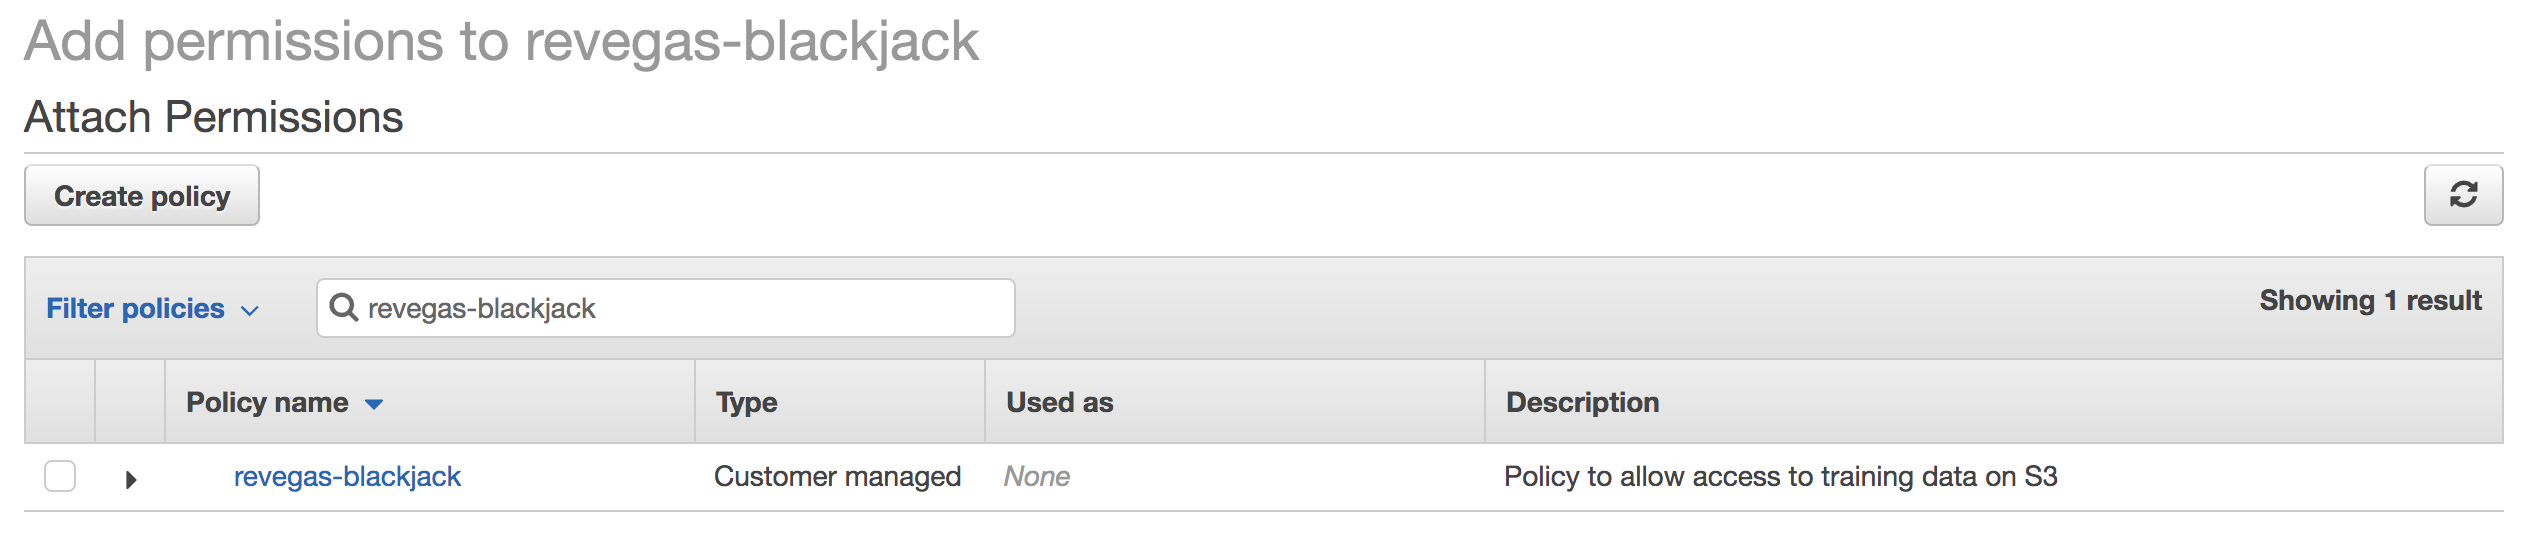 Add permissions to revegas-blackjack
Attach Permissions
Create policy
Filter policies revegas-blackjack Showing 1 result
Policy name Type Used as Description
revegas-blackjack Customer managed None Policy to allow access to training data on S3